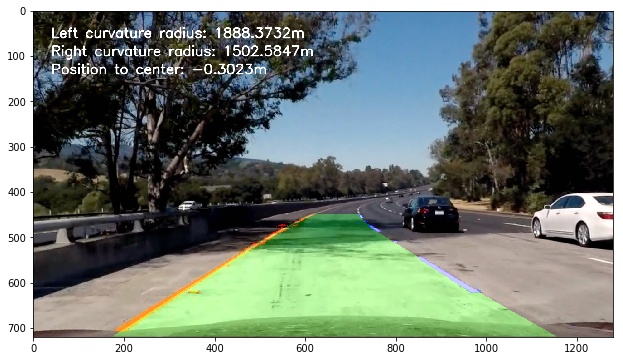 Left curvature radius: 1888.3732m
Right curvature radius: 1502.5847m
Position to center: -0.3023m
0
100
200
300
400
500
600
700
0 200 400 600 800 1000 1200